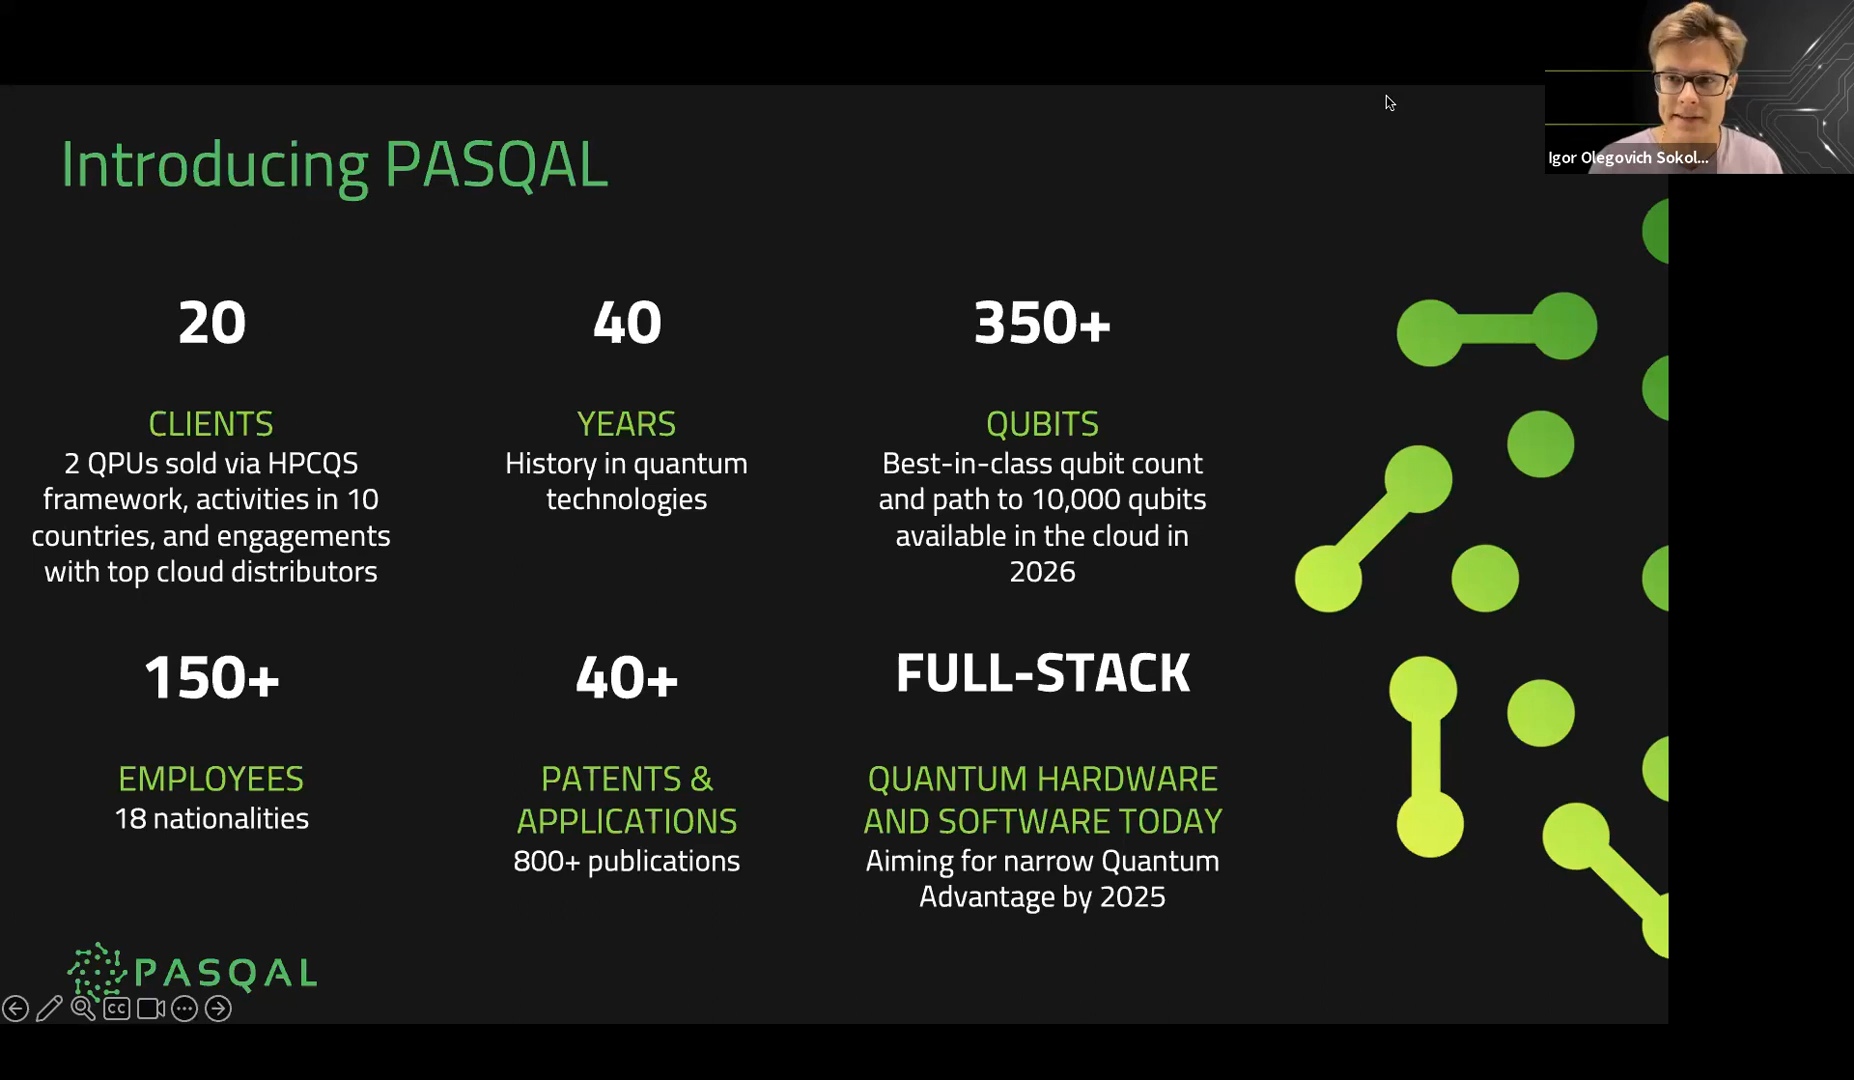 Igor Olegovich Sokol...
Introducing PASQAL
20
CLIENTS
2 QPUs sold via HPCQS
framework, activities in 10
countries, and engagements
with top cloud distributors
40
YEARS
History in quantum
technologies
350+
QUBITS
Best-in-class qubit count
and path to 10,000 qubits
available in the cloud in
2026
150+
EMPLOYEES
18 nationalities
40+
PATENTS &
APPLICATIONS
800+ publications
FULL-STACK
QUANTUM HARDWARE
AND SOFTWARE TODAY
Aiming for narrow Quantum
Advantage by 2025
PASQAL
CC